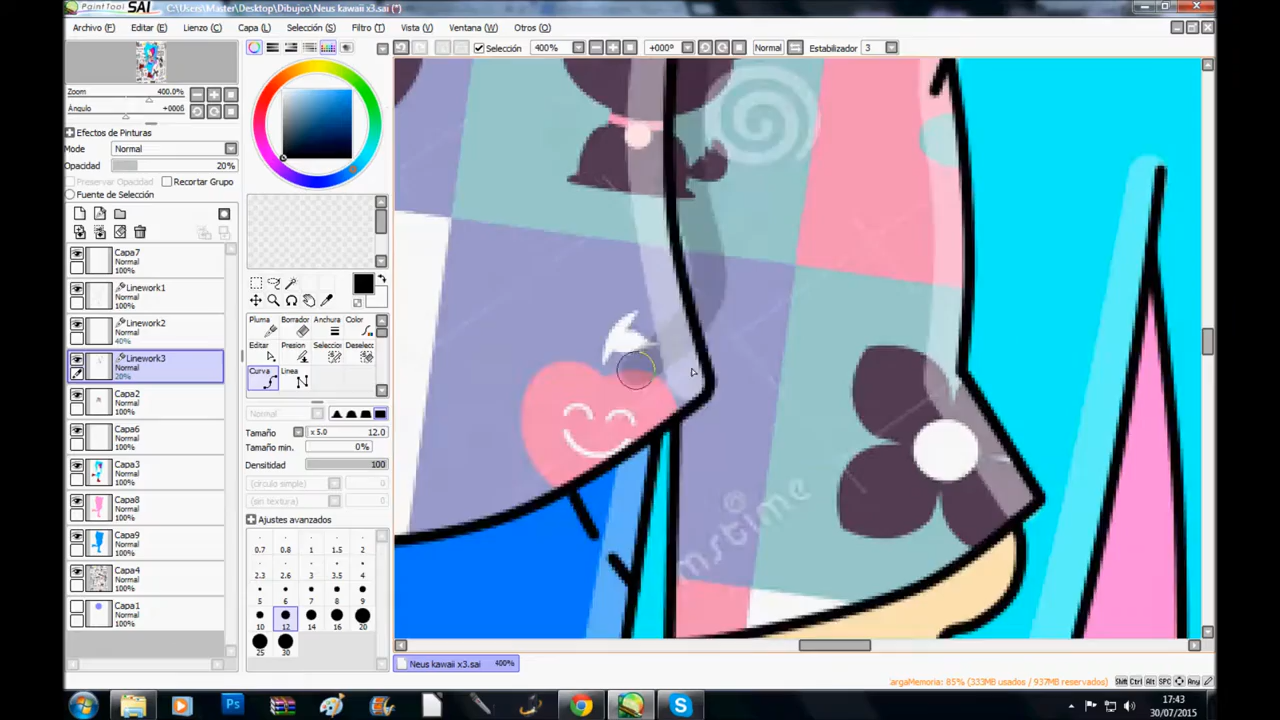 PaintTool SAI C:\Users\Master\Desktop\Dibujos\Neus kawaii x3.sai (*)
Archivo (F) Editar (E) Lienzo (C) Capa (L) Selección (S) Filtro (T) Vista (V) Ventana (W) Otros (O)
Selección 400% +000° Normal Estabilizador 3
Zoom 400.0%
Angulo +000ß
Efectos de Pinturas
Mode Normal
Opacidad 20%
Preservar Opacidad Recortar Grupo
Fuente de Selección
Capa7
Normal
100%
Linework1
Normal
100%
Linework2
Normal
40%
Linework3
Normal
20%
Capa2
Normal
100%
Capa6
Normal
100%
Capa3
Normal
100%
Capa8
Normal
100%
Capa9
Normal
100%
Capa4
Normal
100%
Capa1
Normal
100%
Pluma Borrador Anchura Color
Editar Presion Seleccion Deselec
Curva Linea
Normal
Tamaño x 5.0 12.0
Tamaño min. 0%
Densitidad 100
(circulo simple) 0
(sin textura) 0
Ajustes avanzados
0.7 0.8 1 1.5 2
2.3 2.6 3 3.5 4
5 6 7 8 9
10 12 14 16 20
25 30
mstime
Neus kawaii x3.sai 400%
argaMemoria: 85% (333MB usados / 937MB reservados) Shift Ctrl Alt SPC Any
Ps
17:43
30/07/2015